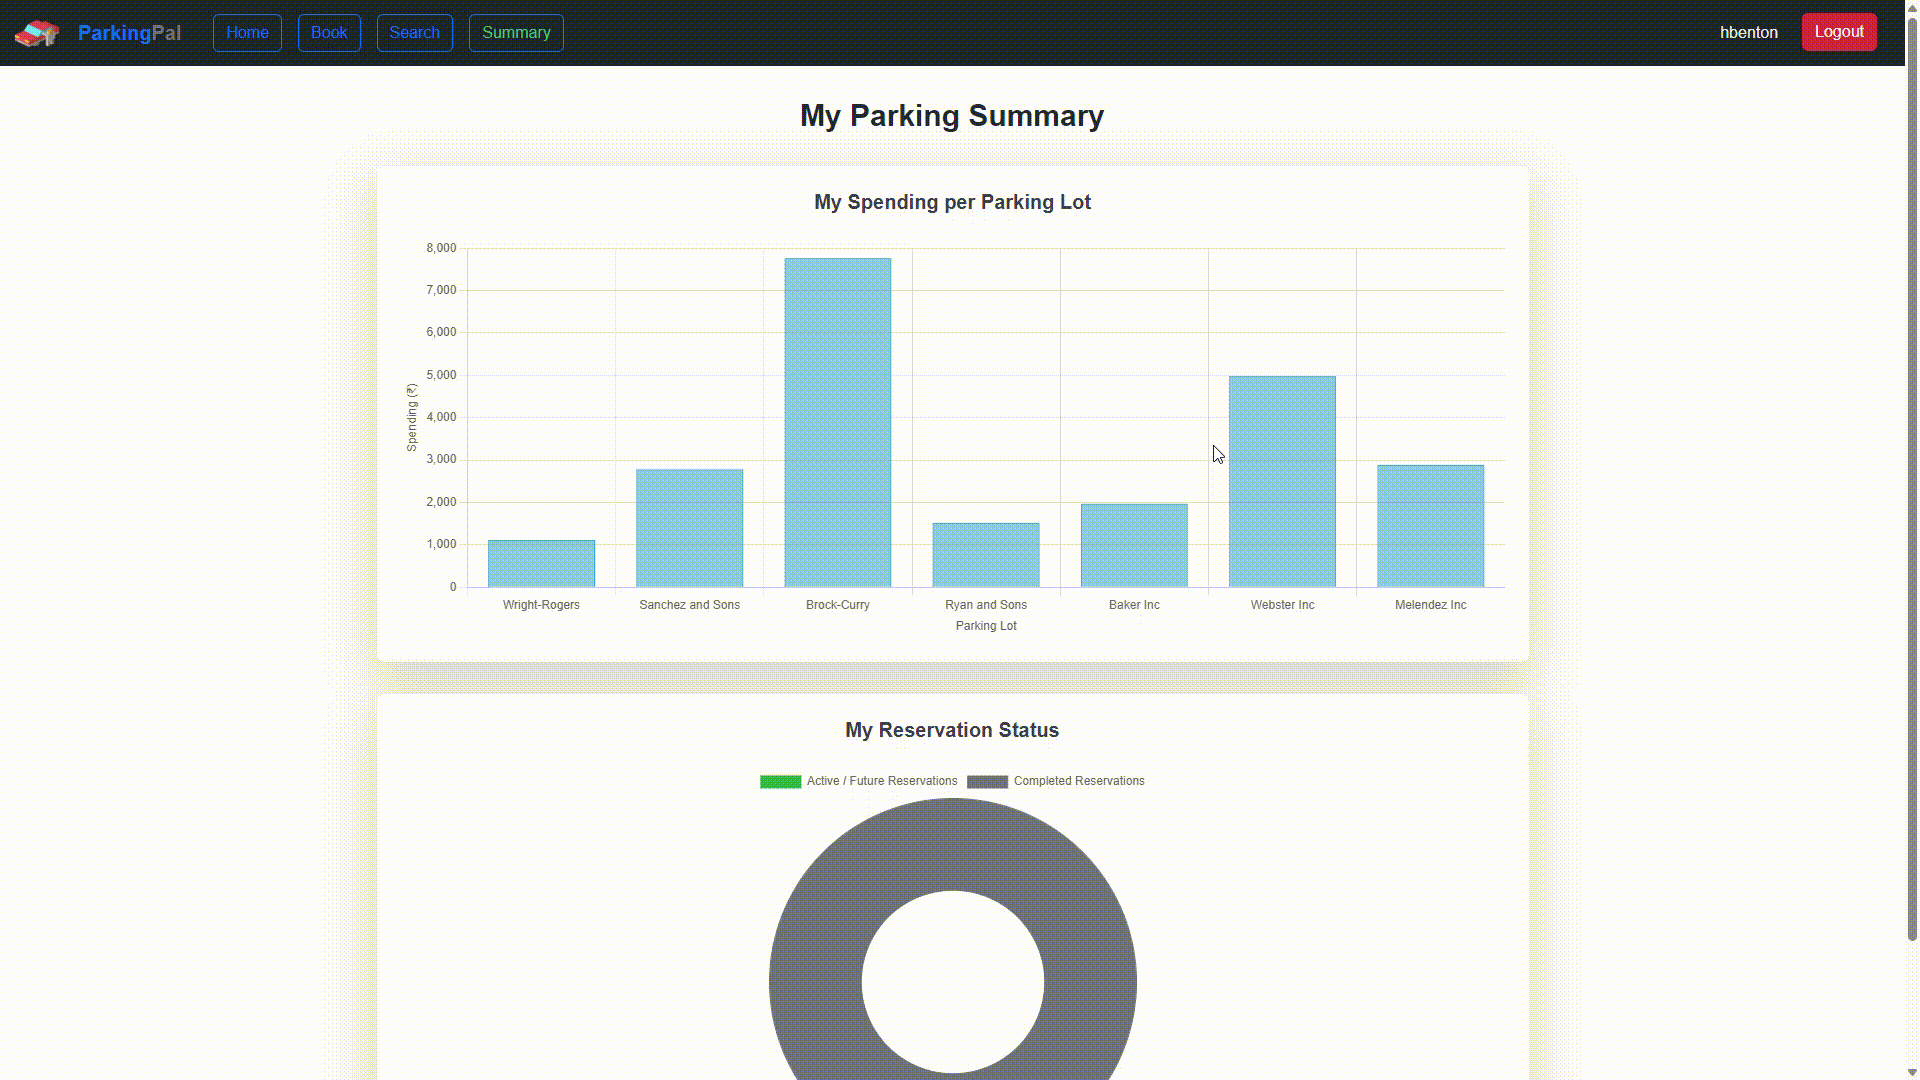 ParkingPal Home Book Search Summary hbenton Logout
My Parking Summary
My Spending per Parking Lot
8,000
7,000
6,000
5,000
4,000
3,000
2,000
1,000
0
Spending (₹)
Wright-Rogers Sanchez and Sons Brock-Curry Ryan and Sons Baker Inc Webster Inc Melendez Inc
Parking Lot
My Reservation Status
Active / Future Reservations Completed Reservations